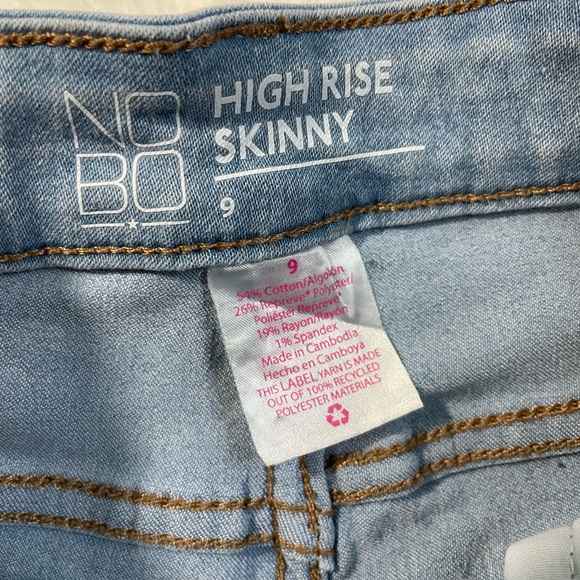 NO
BO
HIGH RISE
SKINNY
9
9
54% Cotton/Algodón
26% Repreve® Polyester/
Poliéster Repreve®
19% Rayon/Rayón
1% Spandex
Made in Cambodia
Hecho en Camboya
THIS LABEL YARN IS MADE
OUT OF 100% RECYCLED
POLYESTER MATERIALS